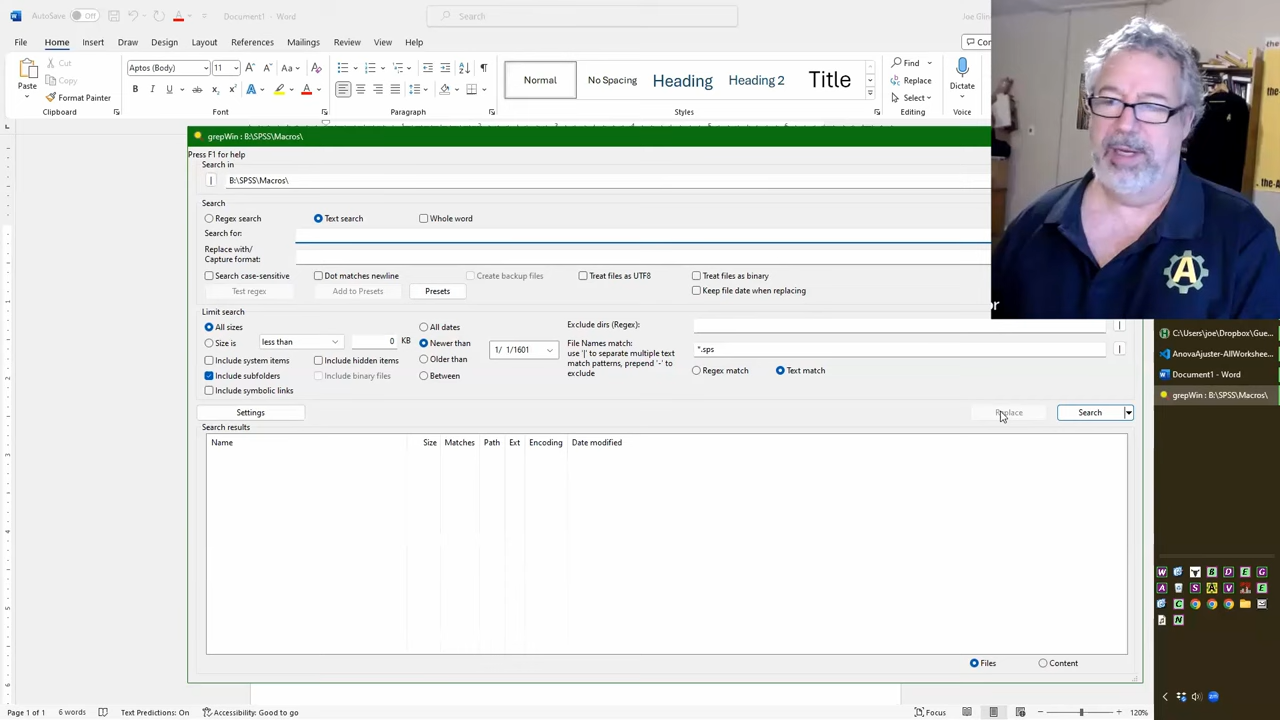 AutoSave Off Document1 - Word Search Joe Glin
File Home Insert Draw Design Layout References Mailings Review View Help
Paste Cut Copy Format Painter Clipboard
Aptos (Body) 11 Font
Paragraph
Normal No Spacing Heading Heading 2 Title Styles
Find Replace Select Editing
Dictate Voice
grepWin : B:\SPSS\Macros\
Press F1 for help
Search in
B:\SPSS\Macros\
Search
Regex search Text search Whole word
Search for:
Replace with/
Capture format:
Search case-sensitive Dot matches newline Create backup files Treat files as UTF8 Treat files as binary
Test regex Add to Presets Presets Keep file date when replacing
or
Limit search
All sizes All dates Exclude dirs (Regex):
Size is less than 0 KB Newer than 1/ 1/1601 File Names match: *.sps
use '|' to separate multiple text
match patterns, prepend '-' to
exclude
Include system items Include hidden items Older than
Include subfolders Include binary files Between Regex match Text match
Include symbolic links
Settings Replace Search
Search results
Name Size Matches Path Ext Encoding Date modified
Files Content
C:\Users\joe\Dropbox\Gue...
AnovaAjuster-AllWorkshee...
Document1 - Word
grepWin : B:\SPSS\Macros\
Page 1 of 1 6 words Text Predictions: On Accessibility: Good to go Focus 120%